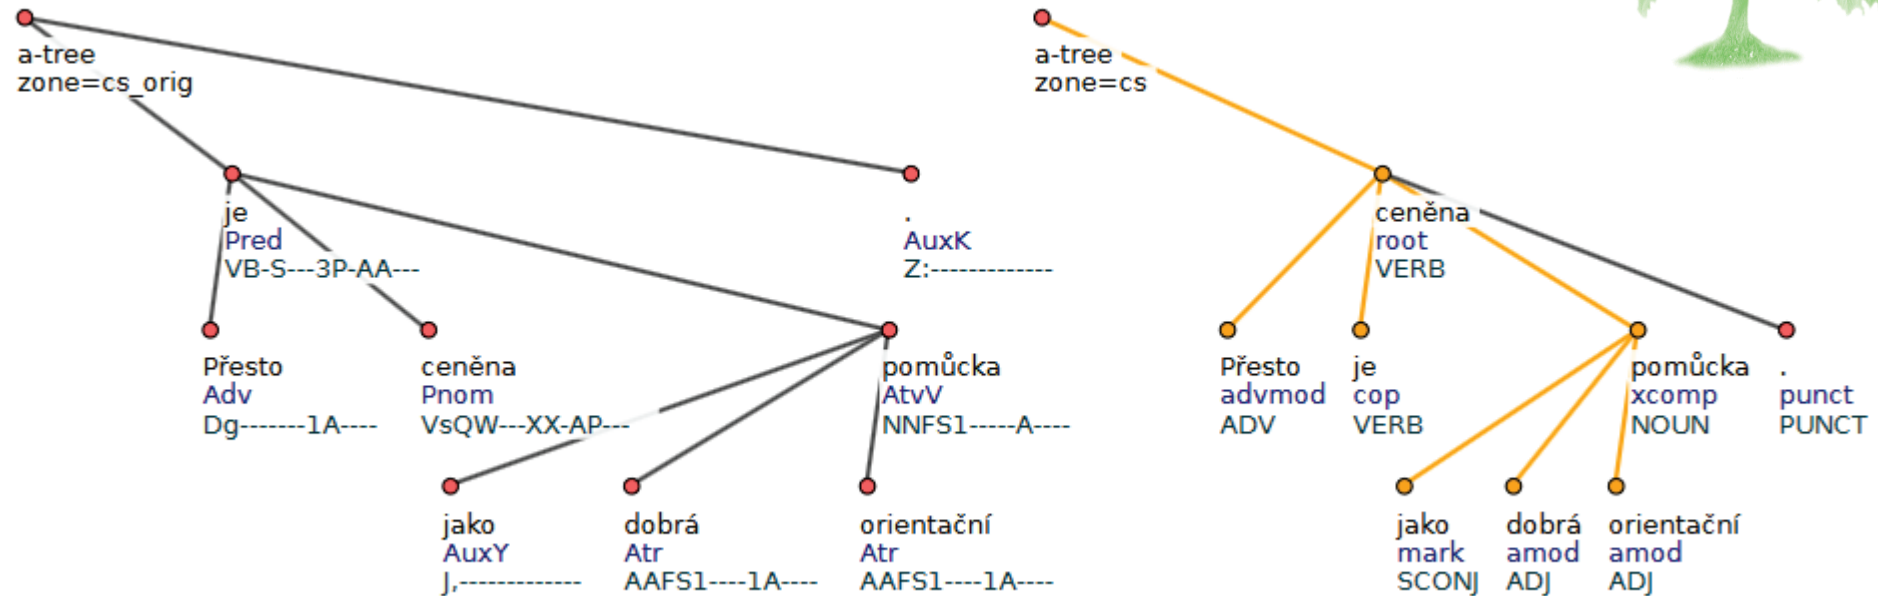 a-tree
zone=cs_orig
je
Pred
VB-S---3P-AA---
.
AuxK
Z:-------------
Přesto
Adv
Dg-------1A----
ceněna
Pnom
VsQW---XX-AP---
pomůcka
AtvV
NNFS1-----A----
jako
AuxY
J,-------------
dobrá
Atr
AAFS1----1A----
orientační
Atr
AAFS1----1A----
a-tree
zone=cs
ceněna
root
VERB
Přesto
advmod
ADV
je
cop
VERB
pomůcka
xcomp
NOUN
.
punct
PUNCT
jako
mark
SCONJ
dobrá
amod
ADJ
orientační
amod
ADJ